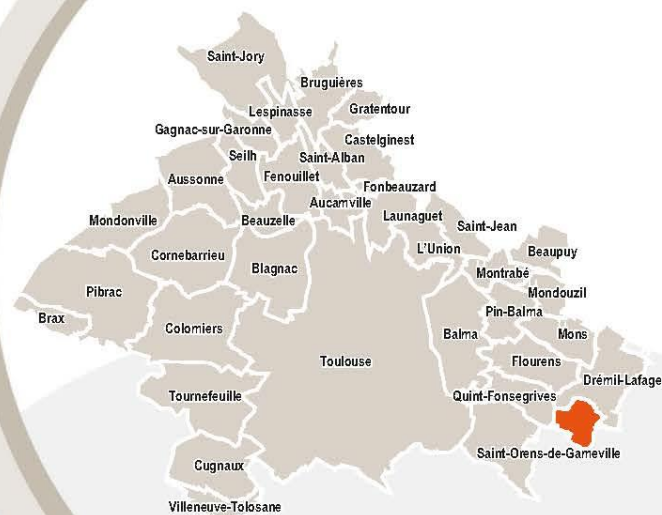 Saint-Jory
Bruguières
Lespinasse
Gratentour
Gagnac-sur-Garonne
Castelginest
Seilh
Saint-Alban
Aussonne
Fenouillet
Fonbeauzard
Aucamville
Mondonville
Beauzelle
Launaguet
Saint-Jean
L'Union
Beaupuy
Cornebarrieu
Blagnac
Montrabé
Pibrac
Mondouzil
Pin-Balma
Brax
Colomiers
Balma
Mons
Toulouse
Flourens
Drémil-Lafage
Tournefeuille
Quint-Fonsegrives
Saint-Orens-de-Gameville
Cugnaux
Villeneuve-Tolosane